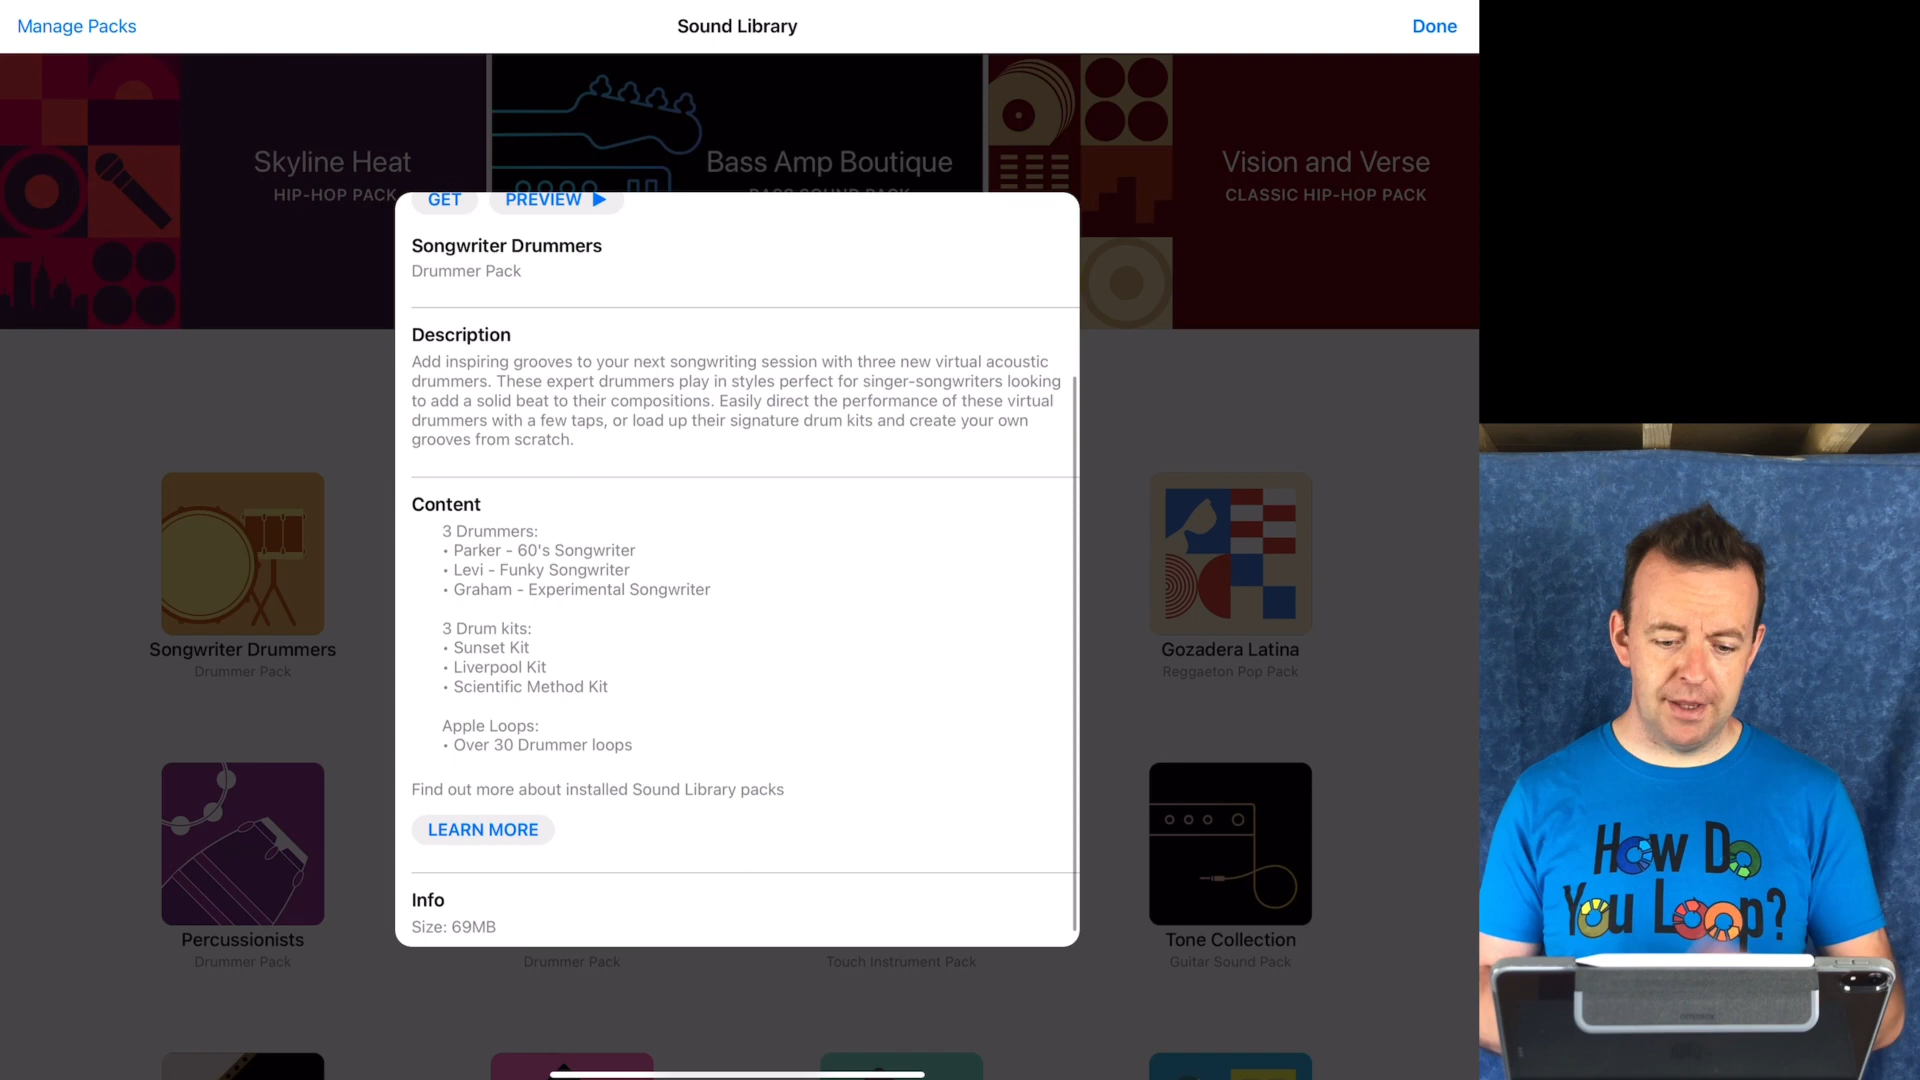 Manage Packs
Sound Library
Done
Skyline Heat
HIP-HOP PACK
Bass Amp Boutique
BASS SOUND PACK
Vision and Verse
CLASSIC HIP-HOP PACK
GET
PREVIEW
Songwriter Drummers
Drummer Pack
Description
Add inspiring grooves to your next songwriting session with three new virtual acoustic
drummers. These expert drummers play in styles perfect for singer-songwriters looking
to add a solid beat to their compositions. Easily direct the performance of these virtual
drummers with a few taps, or load up their signature drum kits and create your own
grooves from scratch.
Content
3 Drummers:
• Parker - 60's Songwriter
• Levi - Funky Songwriter
• Graham - Experimental Songwriter
3 Drum kits:
• Sunset Kit
• Liverpool Kit
• Scientific Method Kit
Apple Loops:
• Over 30 Drummer loops
Find out more about installed Sound Library packs
LEARN MORE
Info
Size: 69MB
Songwriter Drummers
Drummer Pack
Gozadera Latina
Reggaeton Pop Pack
Percussionists
Drummer Pack
Drummer Pack
Touch Instrument Pack
Tone Collection
Guitar Sound Pack
How Do
You Loop?